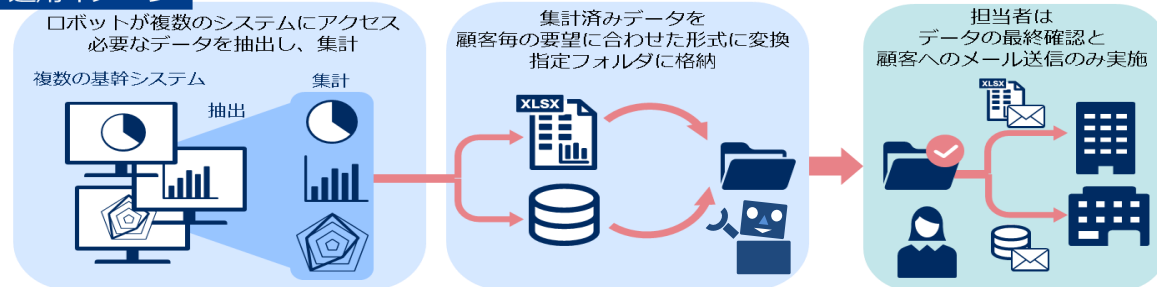 ロボットが複数のシステムにアクセス
必要なデータを抽出し、集計
複数の基幹システム
抽出
集計
集計済みデータを
顧客毎の要望に合わせた形式に変換
指定フォルダに格納
XLSX
担当者は
データの最終確認と
顧客へのメール送信のみ実施
XLSX